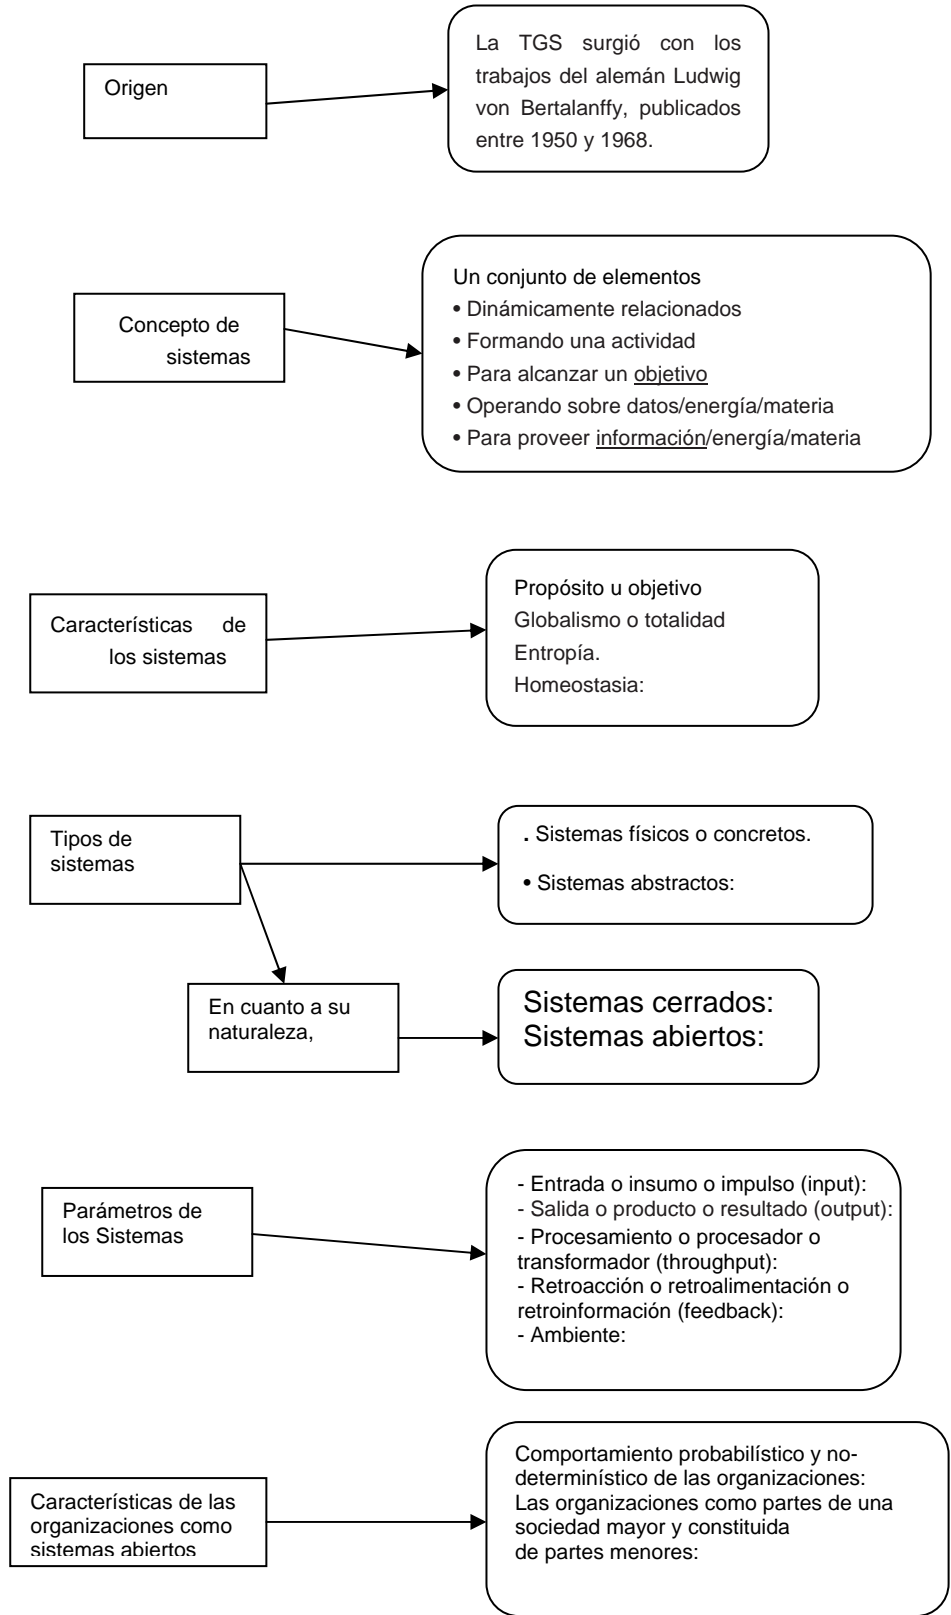 Origen
La TGS surgió con los
trabajos del alemán Ludwig
von Bertalanffy, publicados
entre 1950 y 1968.
Concepto de
sistemas
Un conjunto de elementos
• Dinámicamente relacionados
• Formando una actividad
• Para alcanzar un objetivo
• Operando sobre datos/energía/materia
• Para proveer información/energía/materia
Características de
los sistemas
Propósito u objetivo
Globalismo o totalidad
Entropía.
Homeostasia:
Tipos de
sistemas
. Sistemas físicos o concretos.
• Sistemas abstractos:
En cuanto a su
naturaleza,
Sistemas cerrados:
Sistemas abiertos:
Parámetros de
los Sistemas
- Entrada o insumo o impulso (input):
- Salida o producto o resultado (output):
- Procesamiento o procesador o
transformador (throughput):
- Retroacción o retroalimentación o
retroinformación (feedback):
- Ambiente:
Características de las
organizaciones como
sistemas abiertos
Comportamiento probabilístico y no-
determinístico de las organizaciones:
Las organizaciones como partes de una
sociedad mayor y constituida
de partes menores: